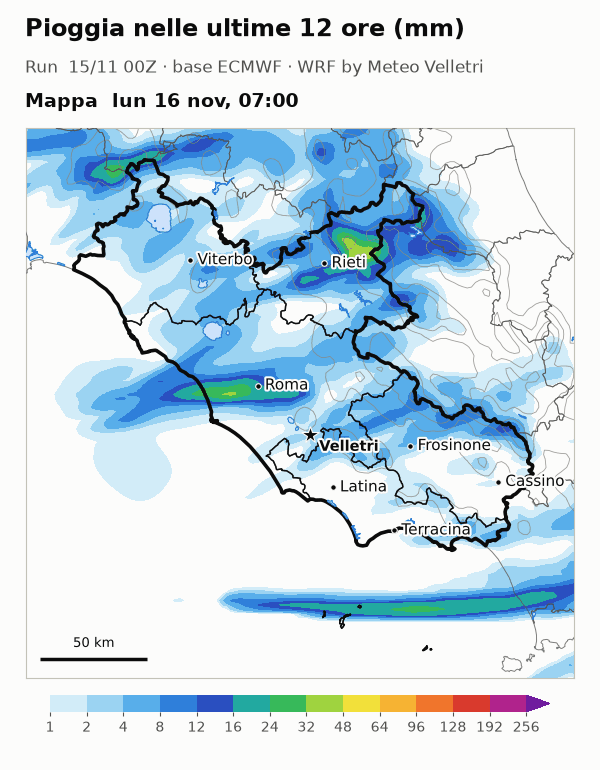 Pioggia nelle ultime 12 ore (mm)
Run  15/11 00Z · base ECMWF · WRF by Meteo Velletri
Mappa  lun 16 nov, 07:00
Viterbo
Rieti
Roma
Velletri
Frosinone
Cassino
Latina
Terracina
50 km
1 2 4 8 12 16 24 32 48 64 96 128 192 256